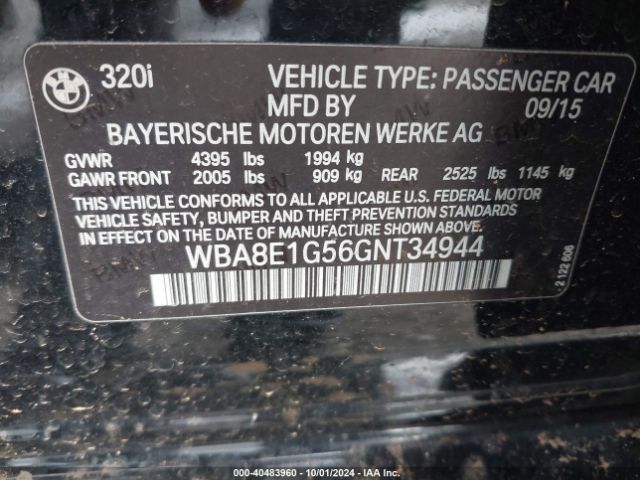 320i VEHICLE TYPE: PASSENGER CAR
MFD BY 09/15
BAYERISCHE MOTOREN WERKE AG
GVWR 4395 lbs 1994 kg
GAWR FRONT 2005 lbs 909 kg REAR 2525 lbs 1145 kg
THIS VEHICLE CONFORMS TO ALL APPLICABLE U.S. FEDERAL MOTOR
VEHICLE SAFETY, BUMPER AND THEFT PREVENTION STANDARDS
IN EFFECT ON THE DATE OF MANUFACTURE SHOWN ABOVE.
WBA8E1G56GNT34944
2 122 606
000-40483960 - 10/01/2024 - IAA Inc.